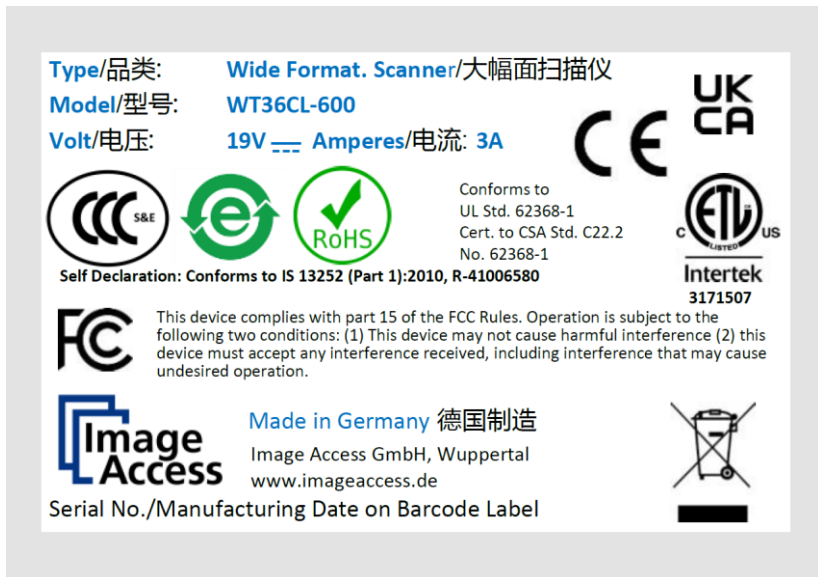 Type/品类: Wide Format. Scanner/大幅面扫描仪
Model/型号: WT36CL-600
Volt/电压: 19V Amperes/电流: 3A
UK
CA
CE
CCC S&E
e
RoHS
Conforms to
UL Std. 62368-1
Cert. to CSA Std. C22.2
No. 62368-1
ETL
LISTED
C US
Intertek
3171507
Self Declaration: Conforms to IS 13252 (Part 1):2010, R-41006580
FC
This device complies with part 15 of the FCC Rules. Operation is subject to the
following two conditions: (1) This device may not cause harmful interference (2) this
device must accept any interference received, including interference that may cause
undesired operation.
Image
Access
Made in Germany 德国制造
Image Access GmbH, Wuppertal
www.imageaccess.de
Serial No./Manufacturing Date on Barcode Label